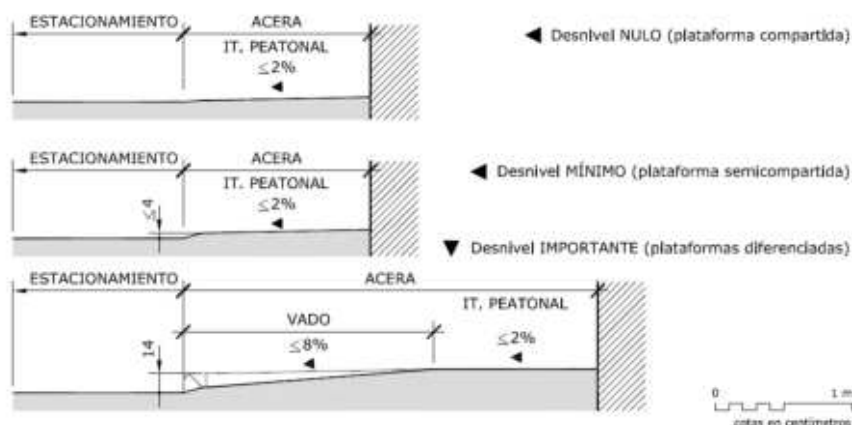 ESTACIONAMIENTO ACERA
IT. PEATONAL
≤2%
Desnivel NULO (plataforma compartida)
ESTACIONAMIENTO ACERA
IT. PEATONAL
≤2%
≤4
Desnivel MÍNIMO (plataforma semicompartida)
Desnivel IMPORTANTE (plataformas diferenciadas)
ESTACIONAMIENTO ACERA
IT. PEATONAL
VADO
≤8%
≤2%
14
0 1 m
cotas en centímetros